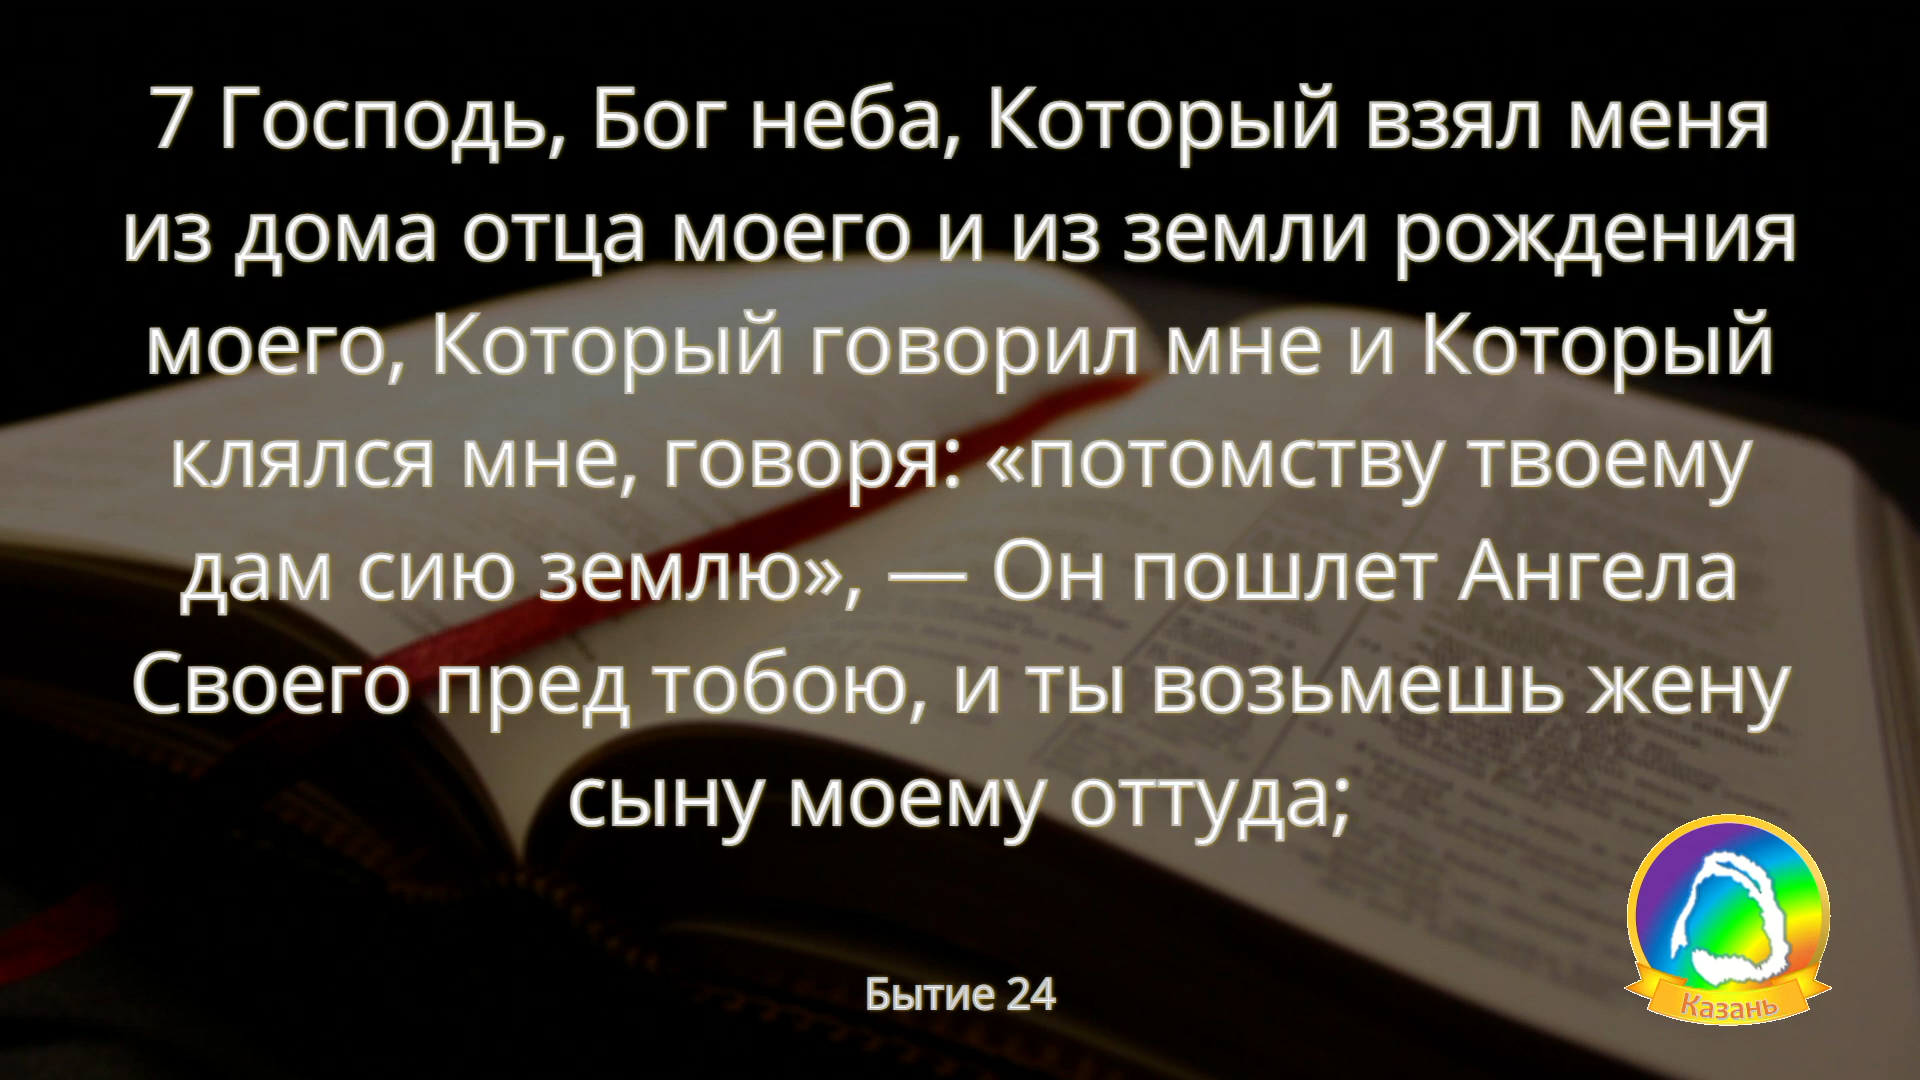 7 Господь, Бог неба, Который взял меня
из дома отца моего и из земли рождения
моего, Который говорил мне и Который
клялся мне, говоря: «потомству твоему
дам сию землю», — Он пошлет Ангела
Своего пред тобою, и ты возьмешь жену
сыну моему оттуда;
Бытие 24
Казань